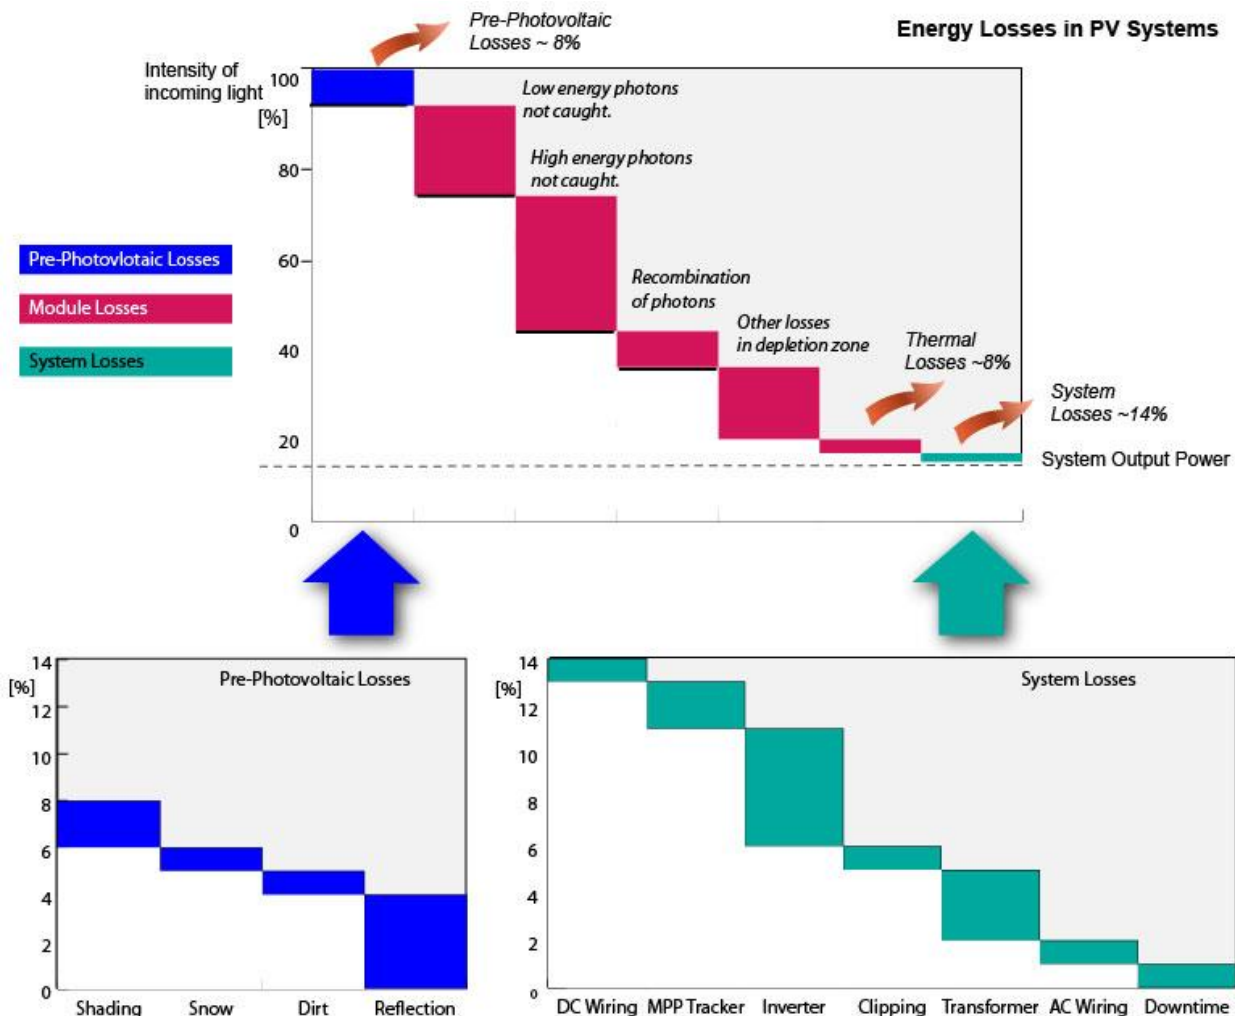 Energy Losses in PV Systems
Pre-Photovoltaic
Losses ~ 8%
Intensity of
incoming light
[%]
100
80
60
40
20
0
Low energy photons
not caught.
High energy photons
not caught.
Recombination
of photons
Other losses
in depletion zone
Thermal
Losses ~8%
System
Losses ~14%
System Output Power
Pre-Photovlotaic Losses
Module Losses
System Losses
Pre-Photovoltaic Losses
[%]
14
12
10
8
6
4
2
0
Shading Snow Dirt Reflection
System Losses
[%]
14
12
10
8
6
4
2
0
DC Wiring MPP Tracker Inverter Clipping Transformer AC Wiring Downtime